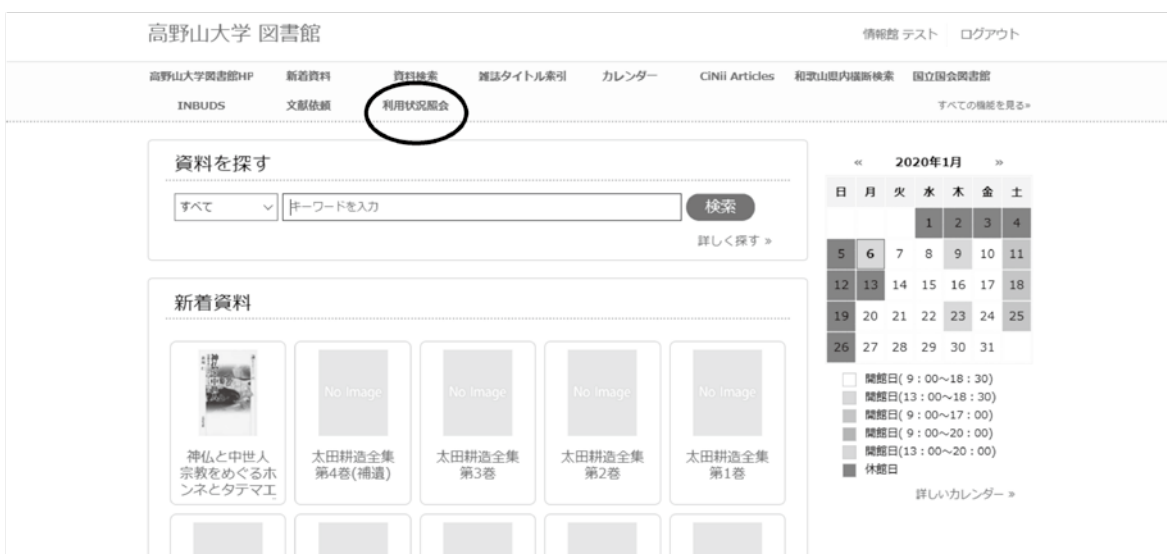 高野山大学 図書館
情報館 テスト ログアウト
高野山大学図書館HP 新着資料 資料検索 雑誌タイトル索引 カレンダー CiNii Articles 和歌山県内横断検索 国立国会図書館
INBUDS 文献依頼 利用状況照会 すべての機能を見る»
資料を探す
すべて キーワードを入力 検索
詳しく探す »
新着資料
神仏と中世人
宗教をめぐるホ
ンネとタテマエ
No Image
太田耕造全集
第4巻(補遺)
No Image
太田耕造全集
第3巻
No Image
太田耕造全集
第2巻
No Image
太田耕造全集
第1巻
« 2020年1月 »
日 月 火 水 木 金 土
1 2 3 4
5 6 7 8 9 10 11
12 13 14 15 16 17 18
19 20 21 22 23 24 25
26 27 28 29 30 31
開館日( 9：00～18：30)
開館日(13：00～18：30)
開館日( 9：00～17：00)
開館日( 9：00～20：00)
開館日(13：00～20：00)
休館日
詳しいカレンダー »